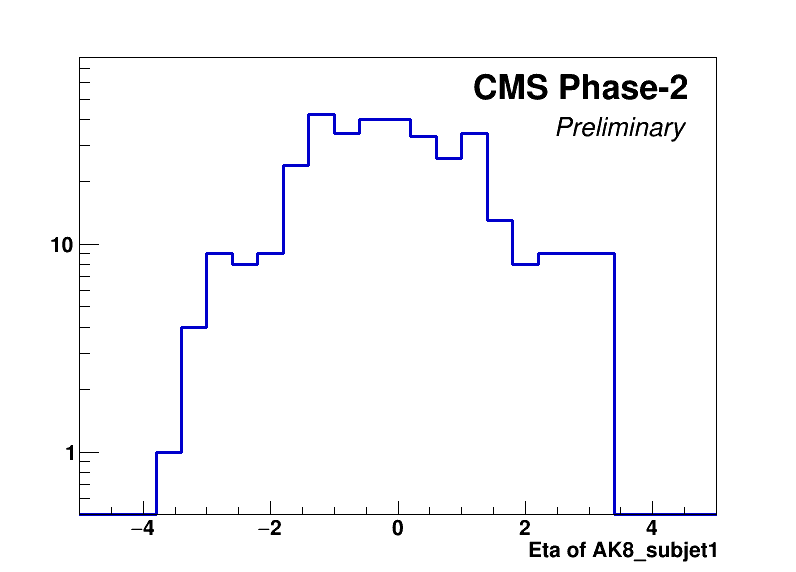 CMS Phase-2
Preliminary
10
1
−4 −2 0 2 4
Eta of AK8_subjet1